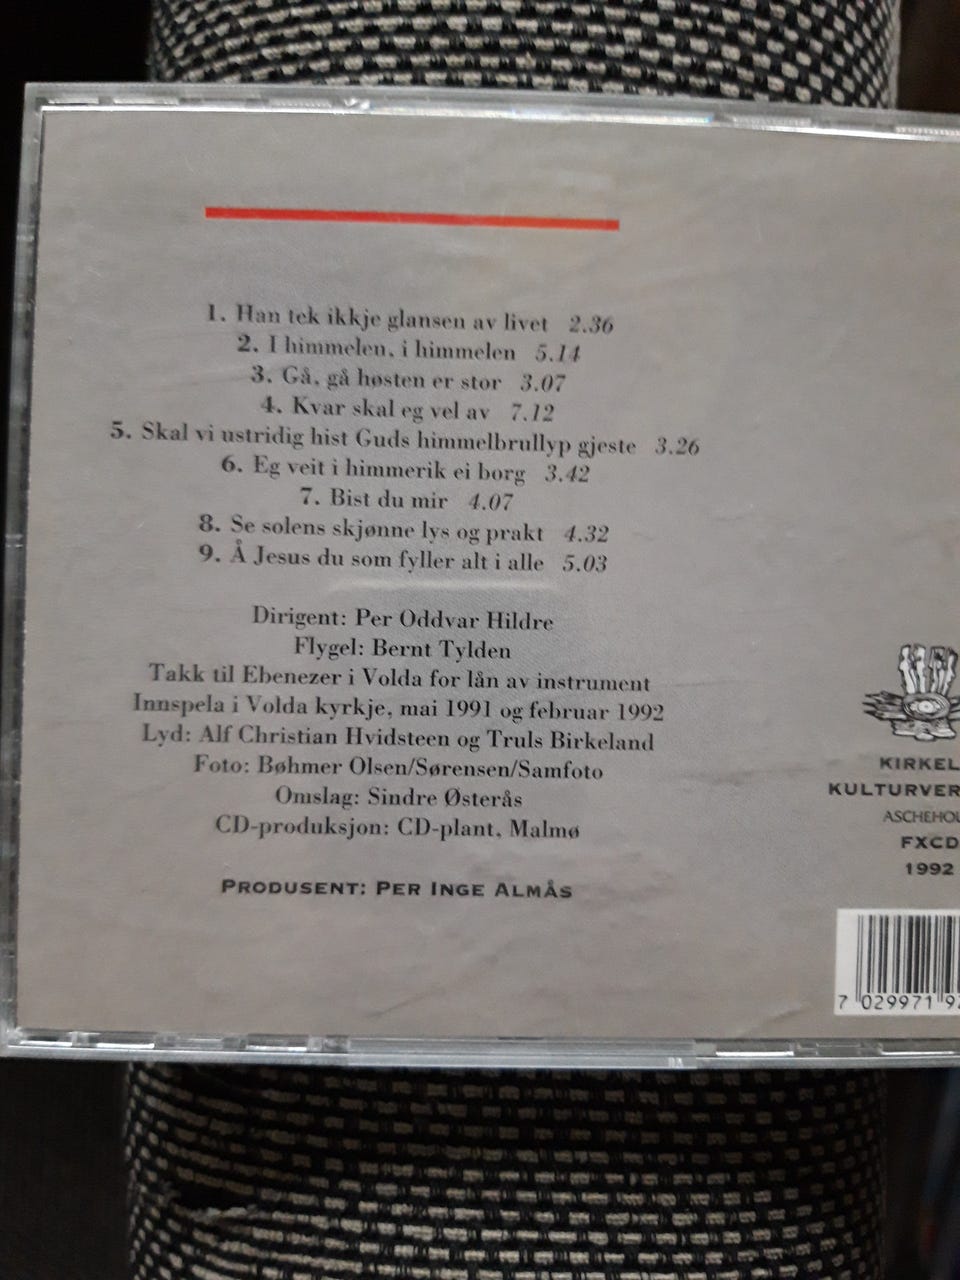 1. Han tek ikkje glansen av livet 2.36
2. I himmelen, i himmelen 5.14
3. Gå, gå høsten er stor 3.07
4. Kvar skal eg vel av 7.12
5. Skal vi ustridig hist Guds himmelbrullyp gjeste 3.26
6. Eg veit i himmerik ei borg 3.42
7. Bist du mir 4.07
8. Se solens skjønne lys og prakt 4.32
9. Å Jesus du som fyller alt i alle 5.03
Dirigent: Per Oddvar Hildre
Flygel: Bernt Tylden
Takk til Ebenezer i Volda for lån av instrument
Innspela i Volda kyrkje, mai 1991 og februar 1992
Lyd: Alf Christian Hvidsteen og Truls Birkeland
Foto: Bøhmer Olsen/Sørensen/Samfoto
Omslag: Sindre Østerås
CD-produksjon: CD-plant, Malmø
PRODUSENT: PER INGE ALMÅS
KIRKEL
KULTURVER
ASCHEHOU
FXCD
1992
7 029971 92